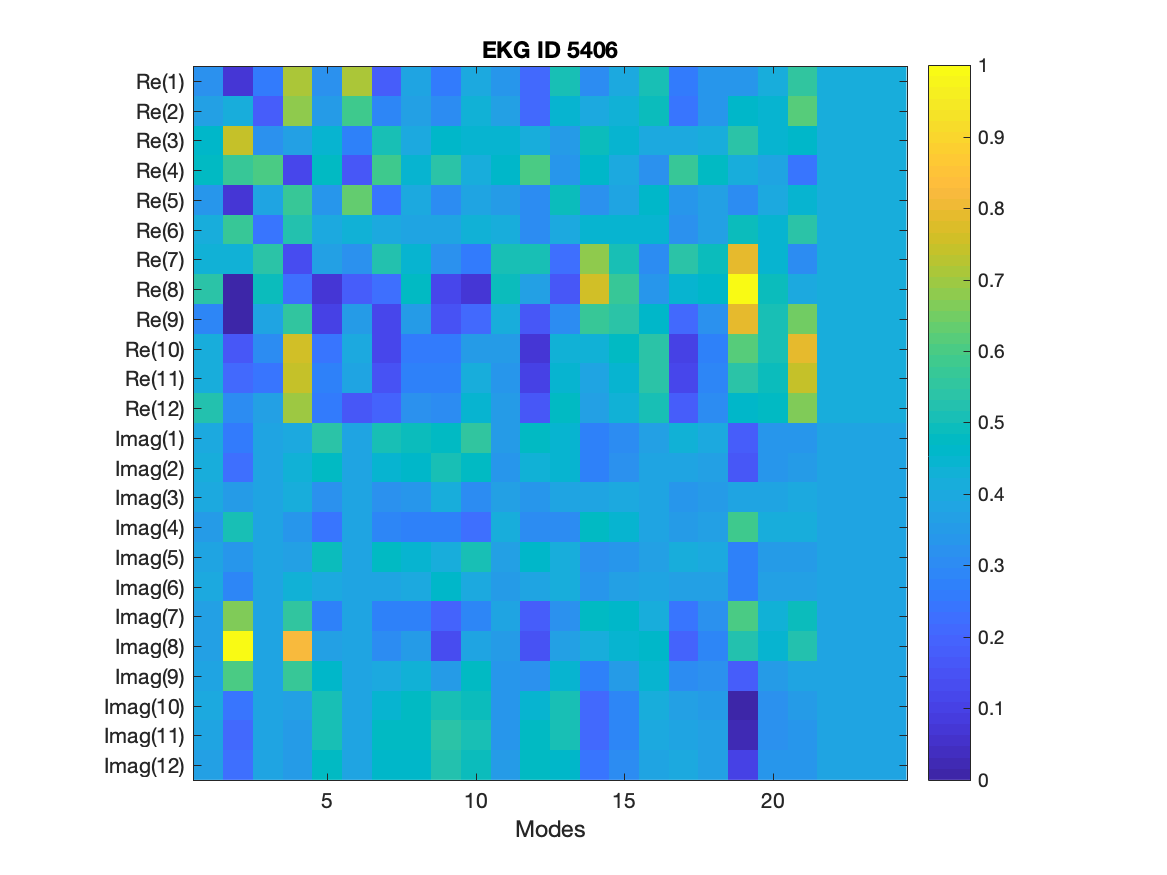 EKG ID 5406
Re(1)
Re(2)
Re(3)
Re(4)
Re(5)
Re(6)
Re(7)
Re(8)
Re(9)
Re(10)
Re(11)
Re(12)
Imag(1)
Imag(2)
Imag(3)
Imag(4)
Imag(5)
Imag(6)
Imag(7)
Imag(8)
Imag(9)
Imag(10)
Imag(11)
Imag(12)
5 10 15 20
Modes
1
0.9
0.8
0.7
0.6
0.5
0.4
0.3
0.2
0.1
0